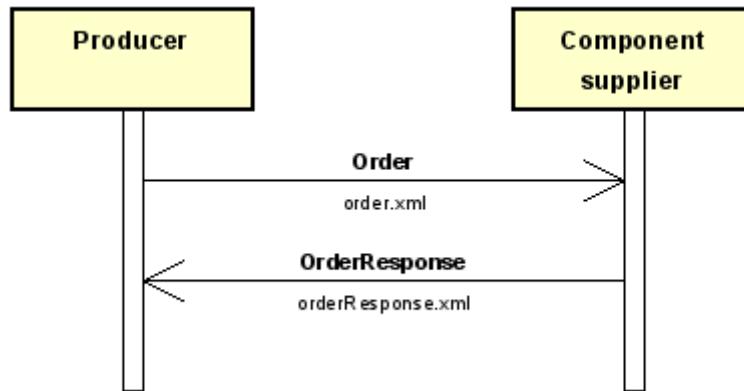 Producer
Component
supplier
Order
order.xml
OrderResponse
orderResponse.xml